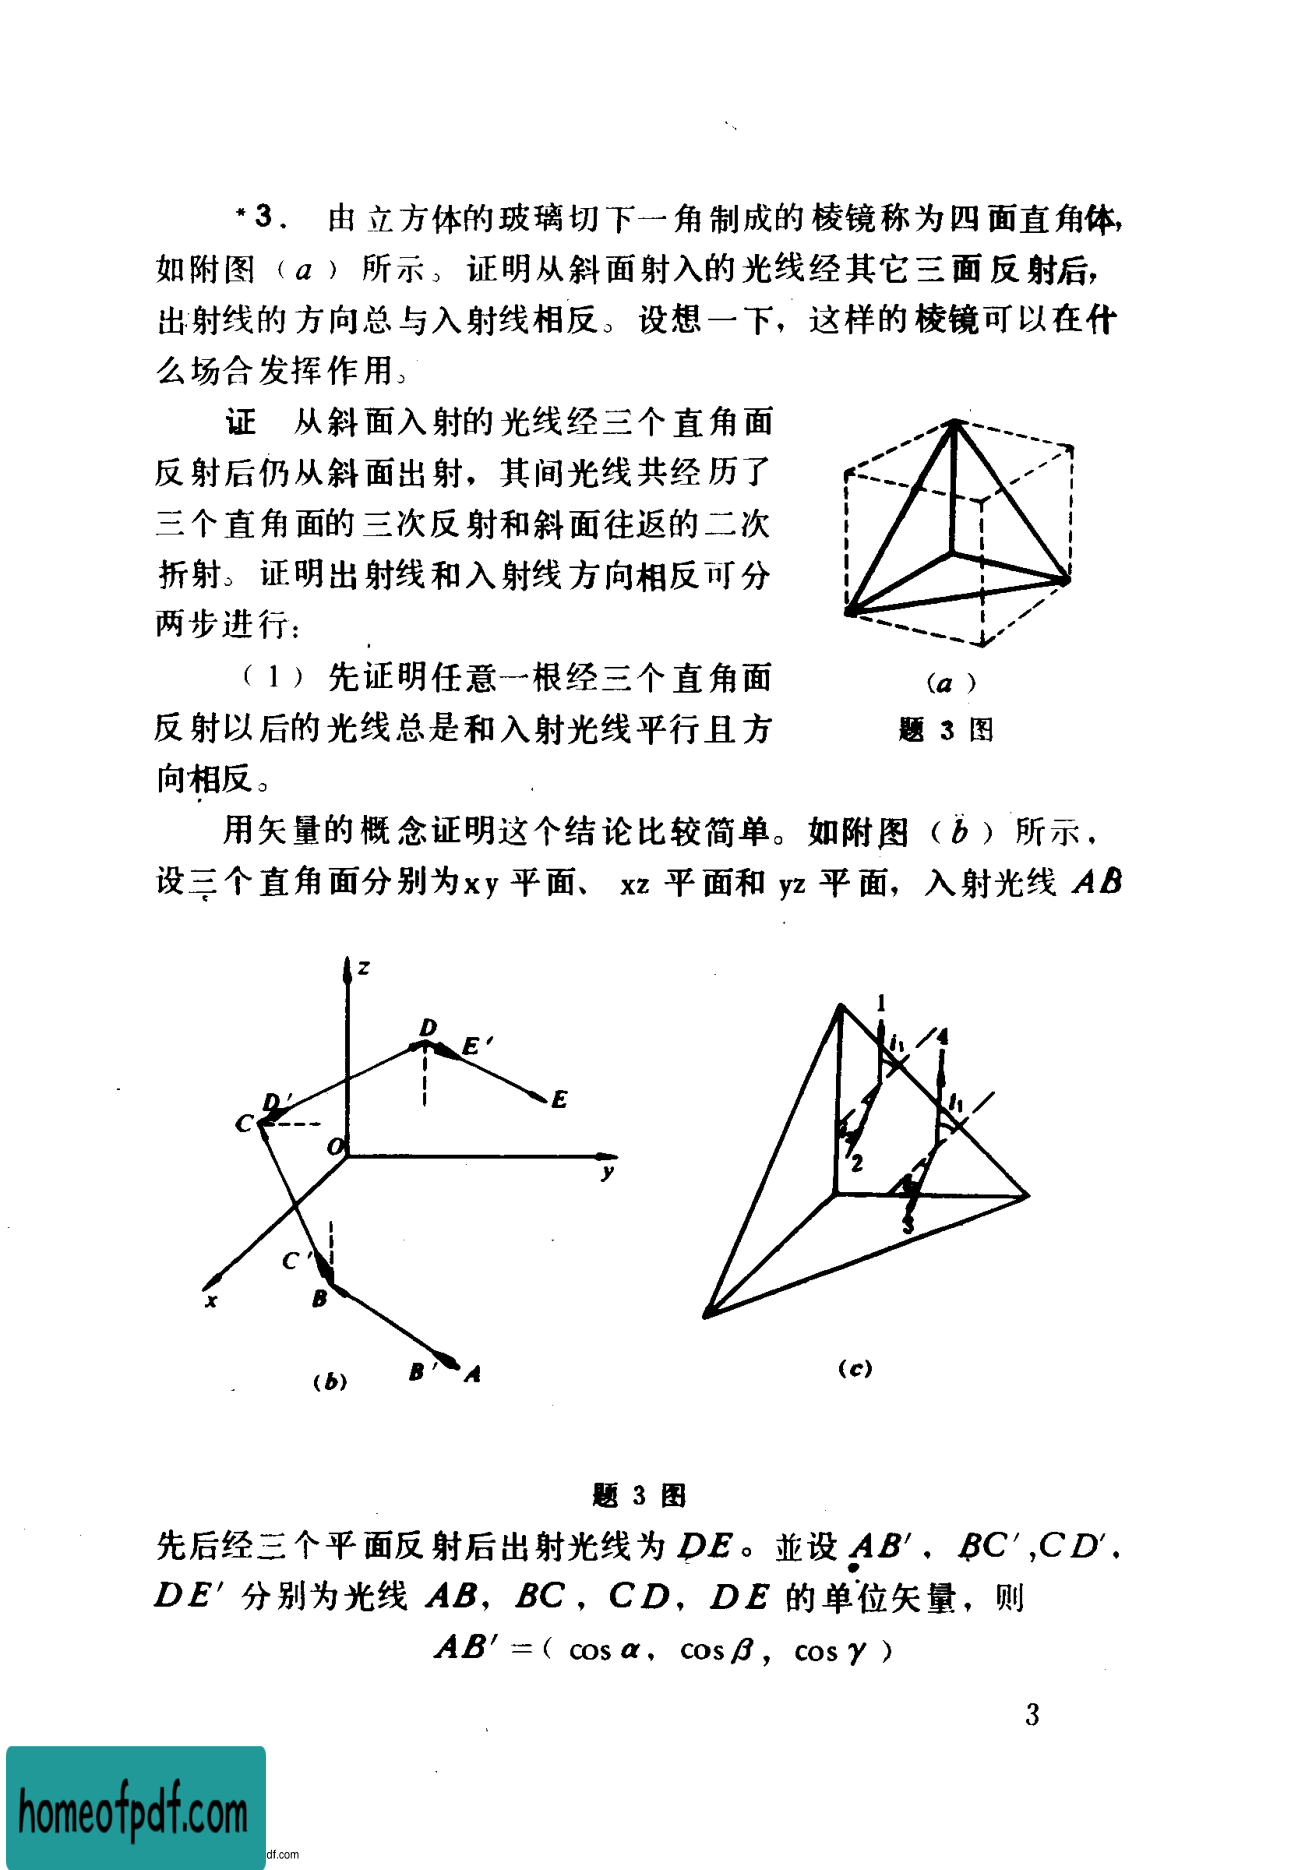 *3. 由立方体的玻璃切下一角制成的棱镜称为四面直角体,
如附图(a)所示。证明从斜面射入的光线经其它三面反射后,
出射线的方向总与入射线相反。设想一下,这样的棱镜可以在什
么场合发挥作用。
证 从斜面入射的光线经三个直角面
反射后仍从斜面出射,其间光线共经历了
三个直角面的三次反射和斜面往返的二次
折射。证明出射线和入射线方向相反可分
两步进行:
(1)先证明任意一根经三个直角面
反射以后的光线总是和入射光线平行且方
向相反。
(a)
题 3 图
用矢量的概念证明这个结论比较简单。如附图(b)所示,
设三个直角面分别为xy平面、xz平面和yz平面,入射光线 AB
z
D
E′
E
D′
C
O
y
C′
x
B
B′
A
(b)
1
i₁
4
i₁
2
3
(c)
题 3 图
先后经三个平面反射后出射光线为 DE。並设 AB′,BC′,CD′,
DE′分别为光线 AB,BC,CD,DE 的单位矢量,则
AB′=(cos α,cos β,cos γ)
3
homeofpdf.com
df.com